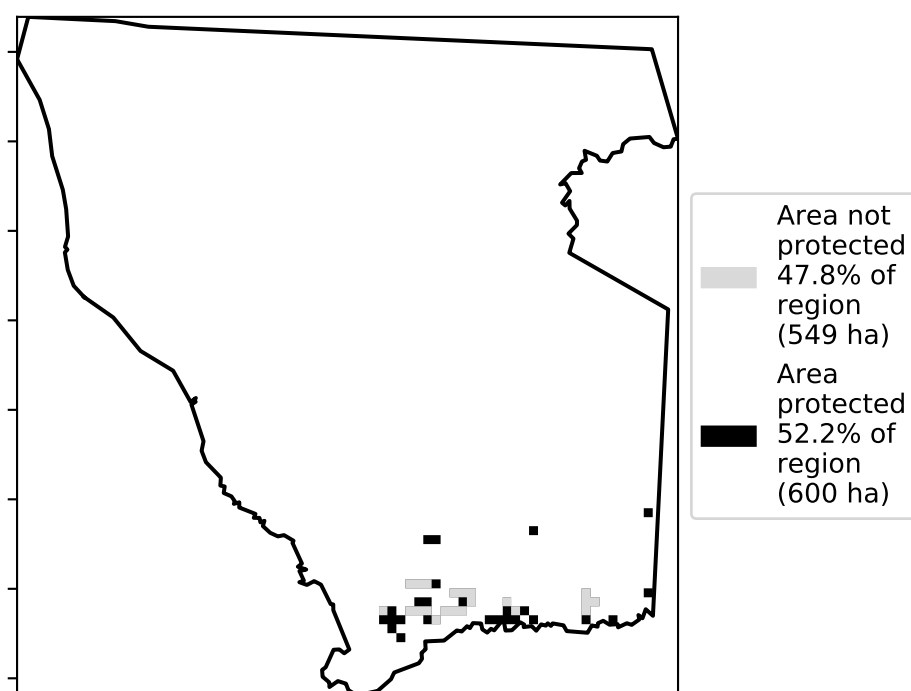 Area not
protected
47.8% of
region
(549 ha)
Area
protected
52.2% of
region
(600 ha)